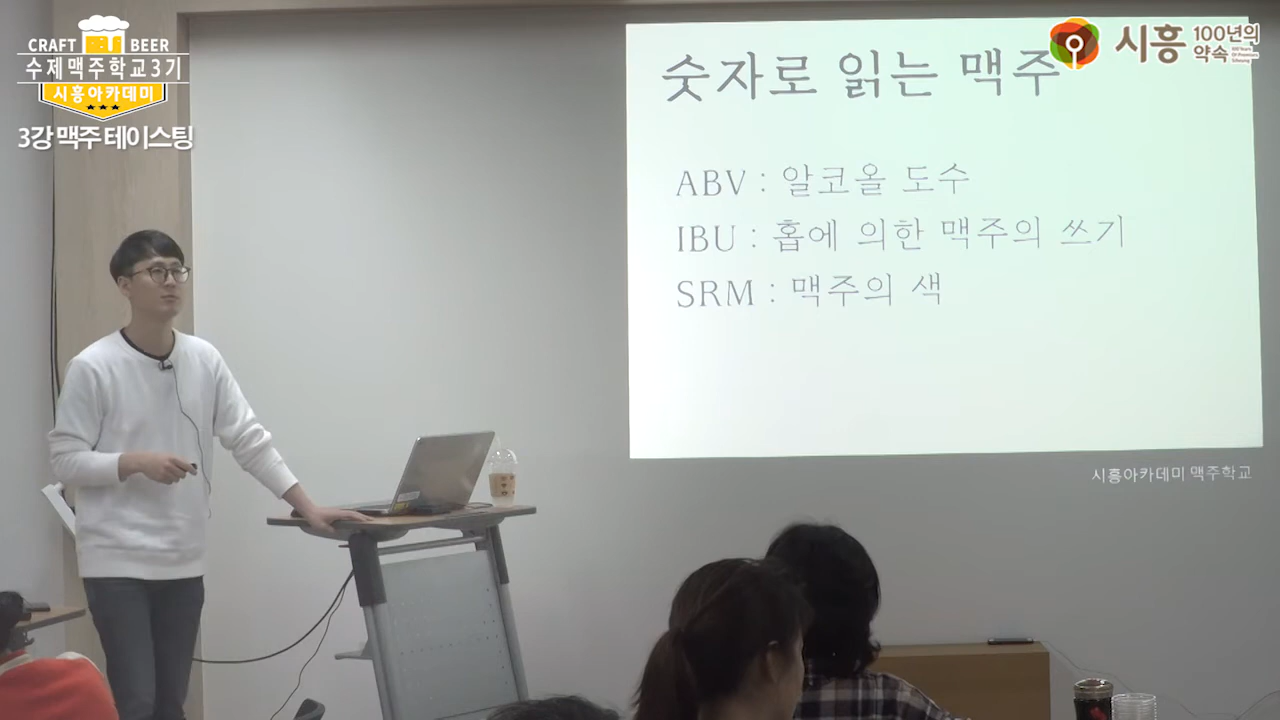 CRAFT BEER
수제맥주학교3기
시흥아카데미
3강 맥주 테이스팅
숫자로 읽는 맥주
시흥 100년의 약속
ABV : 알코올 도수
IBU : 홉에 의한 맥주의 쓰기
SRM : 맥주의 색
시흥아카데미 맥주학교